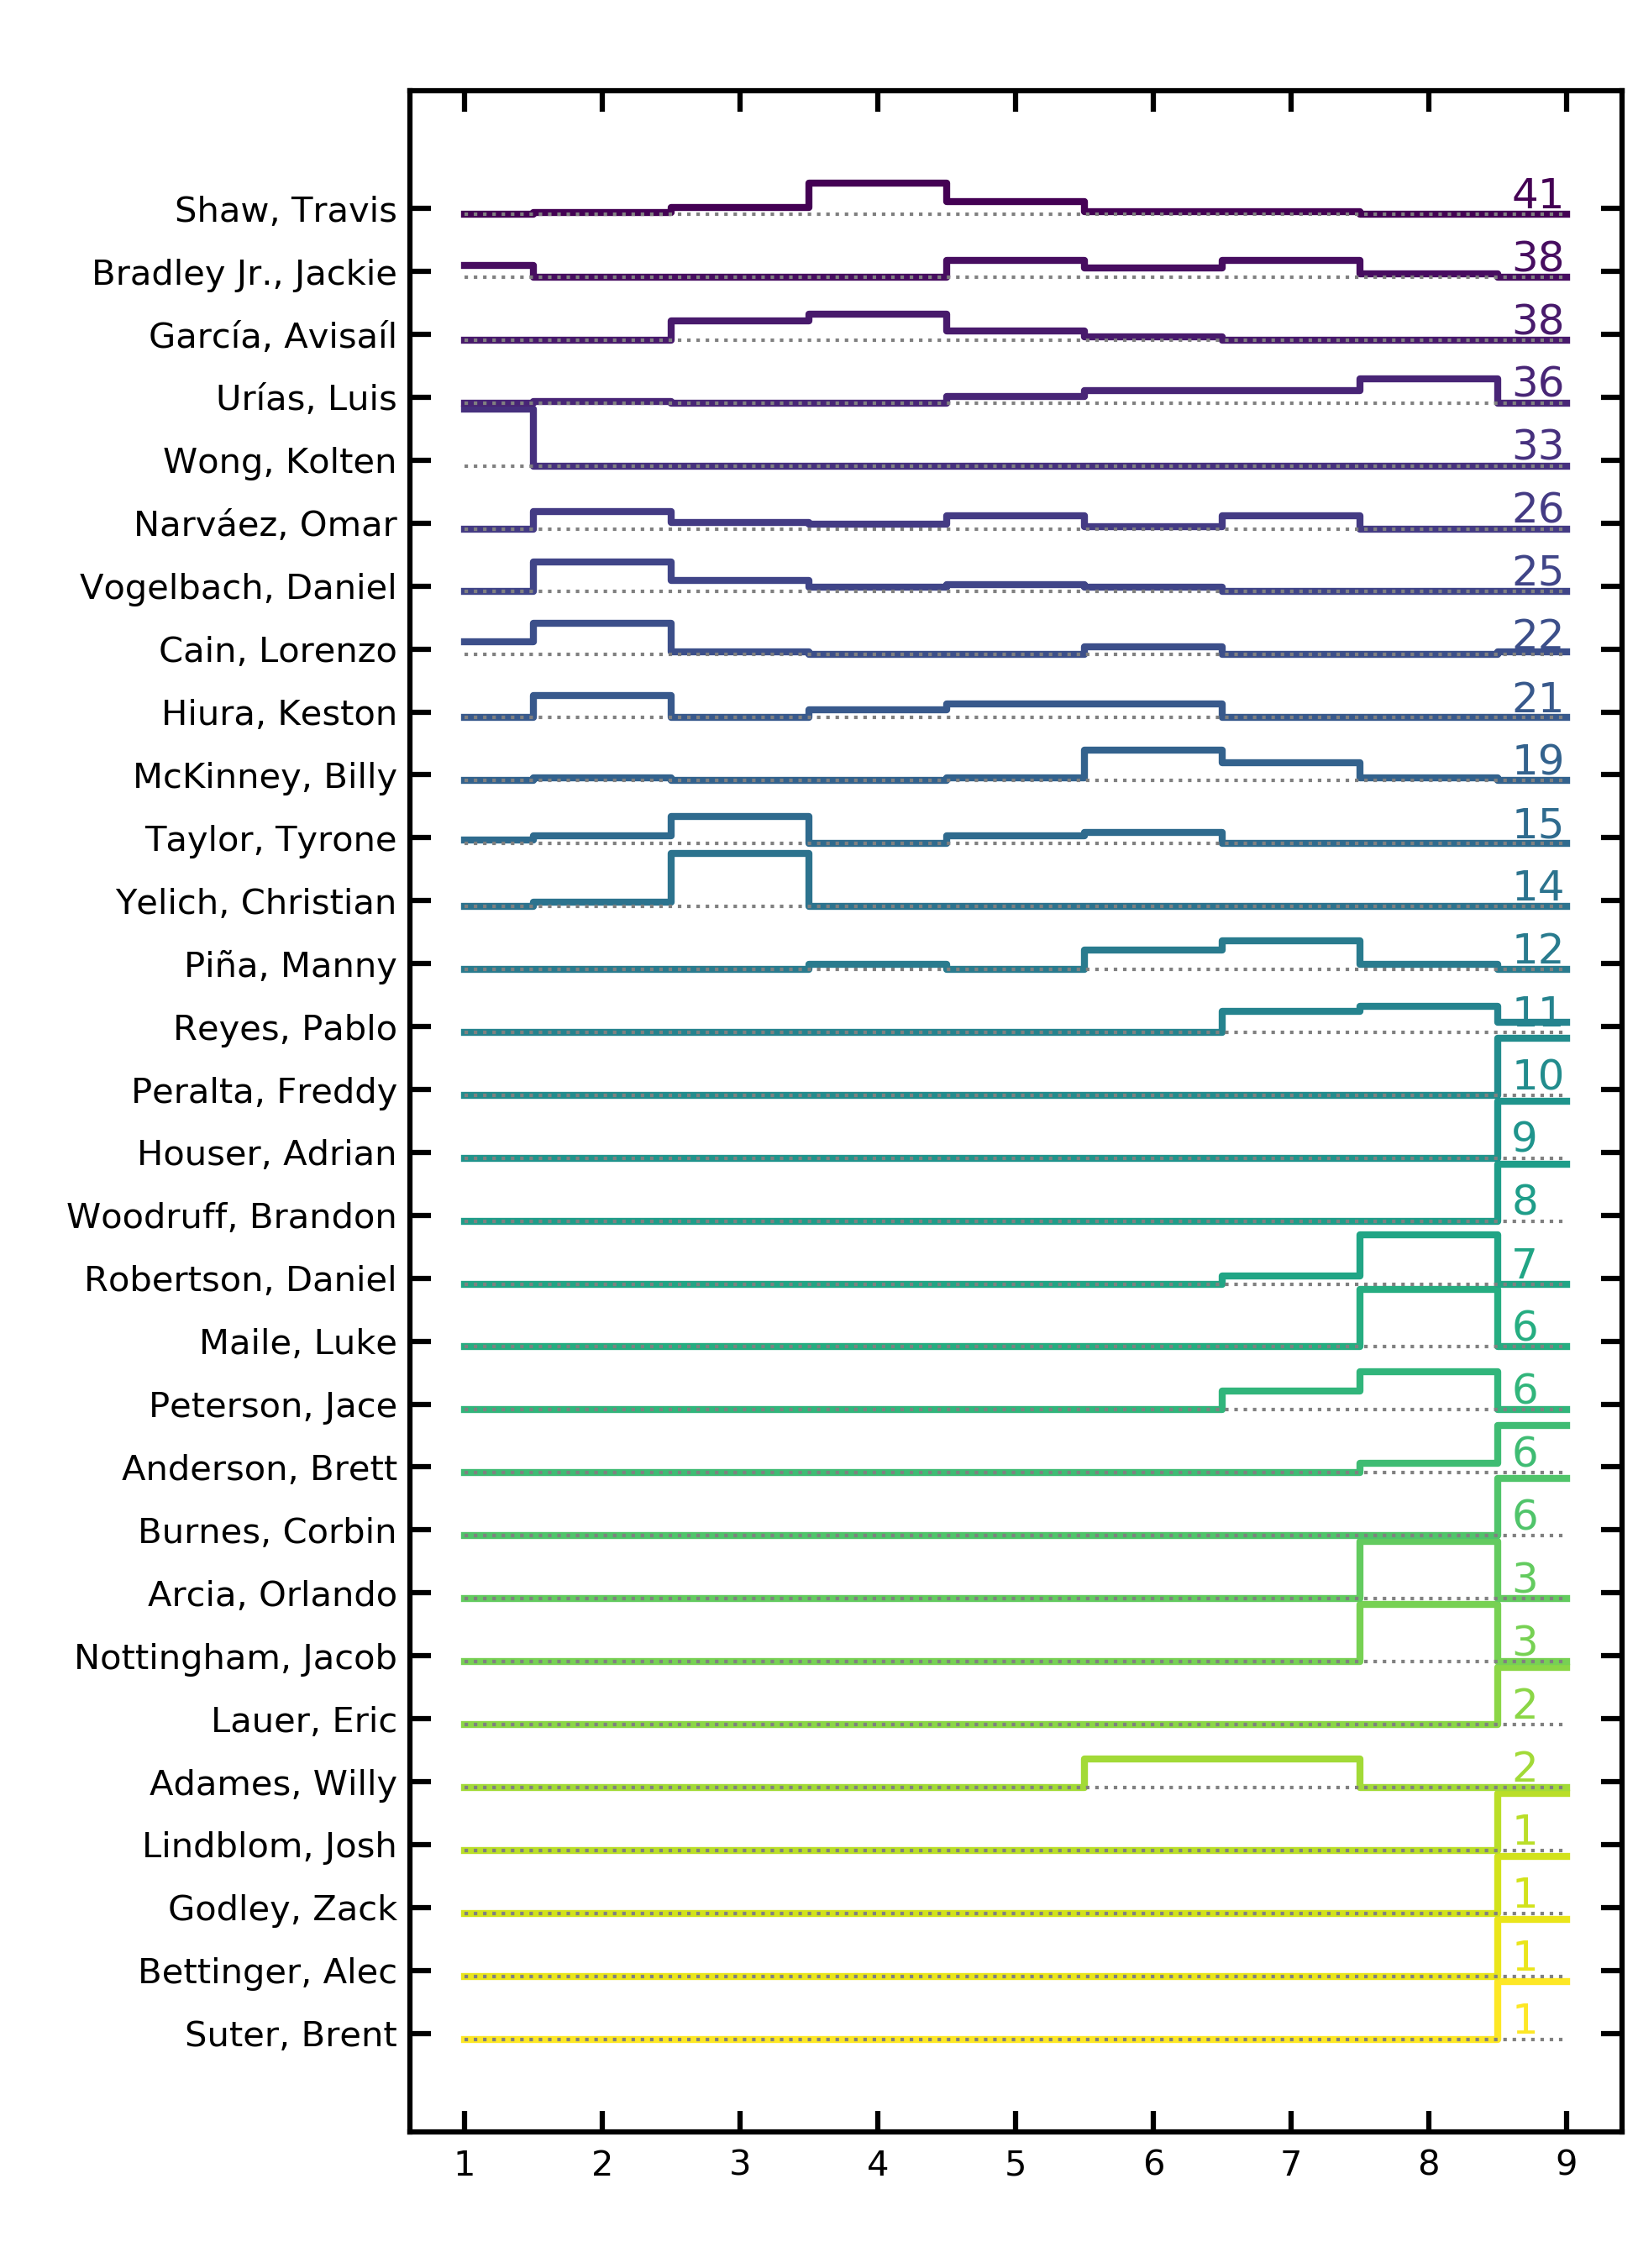 Shaw, Travis 41
Bradley Jr., Jackie 38
García, Avisaíl 38
Urías, Luis 36
Wong, Kolten 33
Narváez, Omar 26
Vogelbach, Daniel 25
Cain, Lorenzo 22
Hiura, Keston 21
McKinney, Billy 19
Taylor, Tyrone 15
Yelich, Christian 14
Piña, Manny 12
Reyes, Pablo 11
Peralta, Freddy 10
Houser, Adrian 9
Woodruff, Brandon 8
Robertson, Daniel 7
Maile, Luke 6
Peterson, Jace 6
Anderson, Brett 6
Burnes, Corbin 6
Arcia, Orlando 3
Nottingham, Jacob 3
Lauer, Eric 2
Adames, Willy 2
Lindblom, Josh 1
Godley, Zack 1
Bettinger, Alec 1
Suter, Brent 1
1 2 3 4 5 6 7 8 9